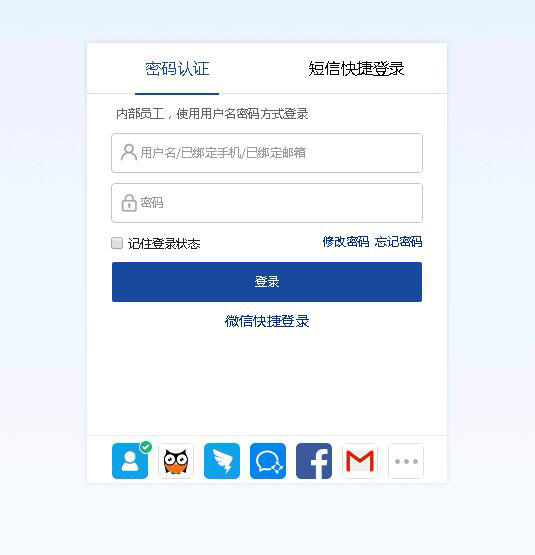 密码认证 短信快捷登录
内部员工，使用用户名密码方式登录
用户名/已绑定手机/已绑定邮箱
密码
记住登录状态 修改密码 忘记密码
登录
微信快捷登录